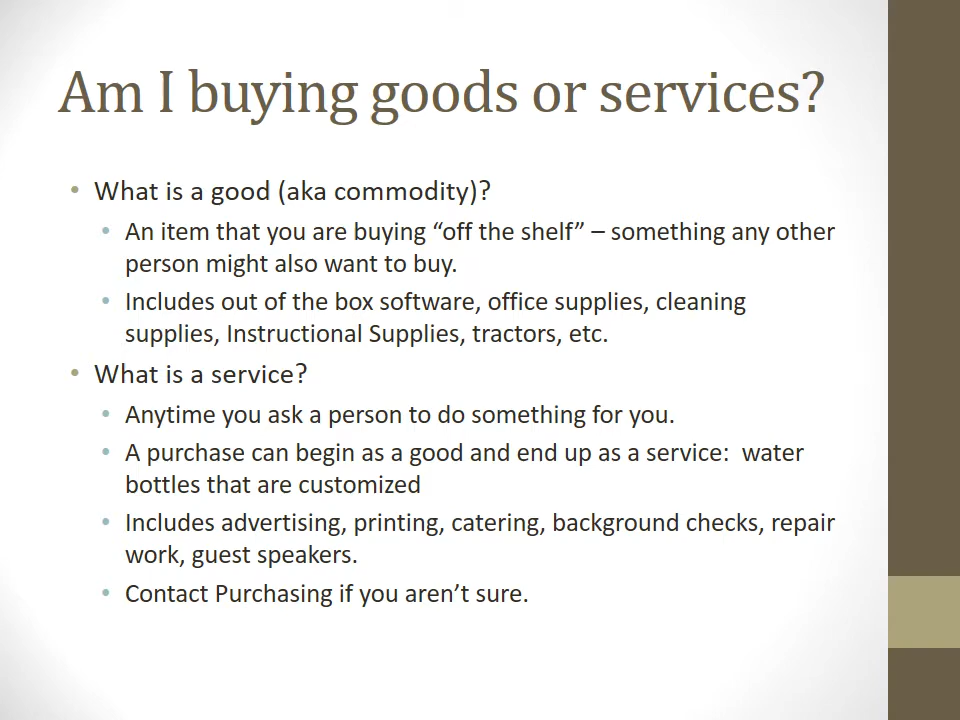 Am I buying goods or services?
• What is a good (aka commodity)?
• An item that you are buying “off the shelf” – something any other
person might also want to buy.
• Includes out of the box software, office supplies, cleaning
supplies, Instructional Supplies, tractors, etc.
• What is a service?
• Anytime you ask a person to do something for you.
• A purchase can begin as a good and end up as a service:  water
bottles that are customized
• Includes advertising, printing, catering, background checks, repair
work, guest speakers.
• Contact Purchasing if you aren’t sure.